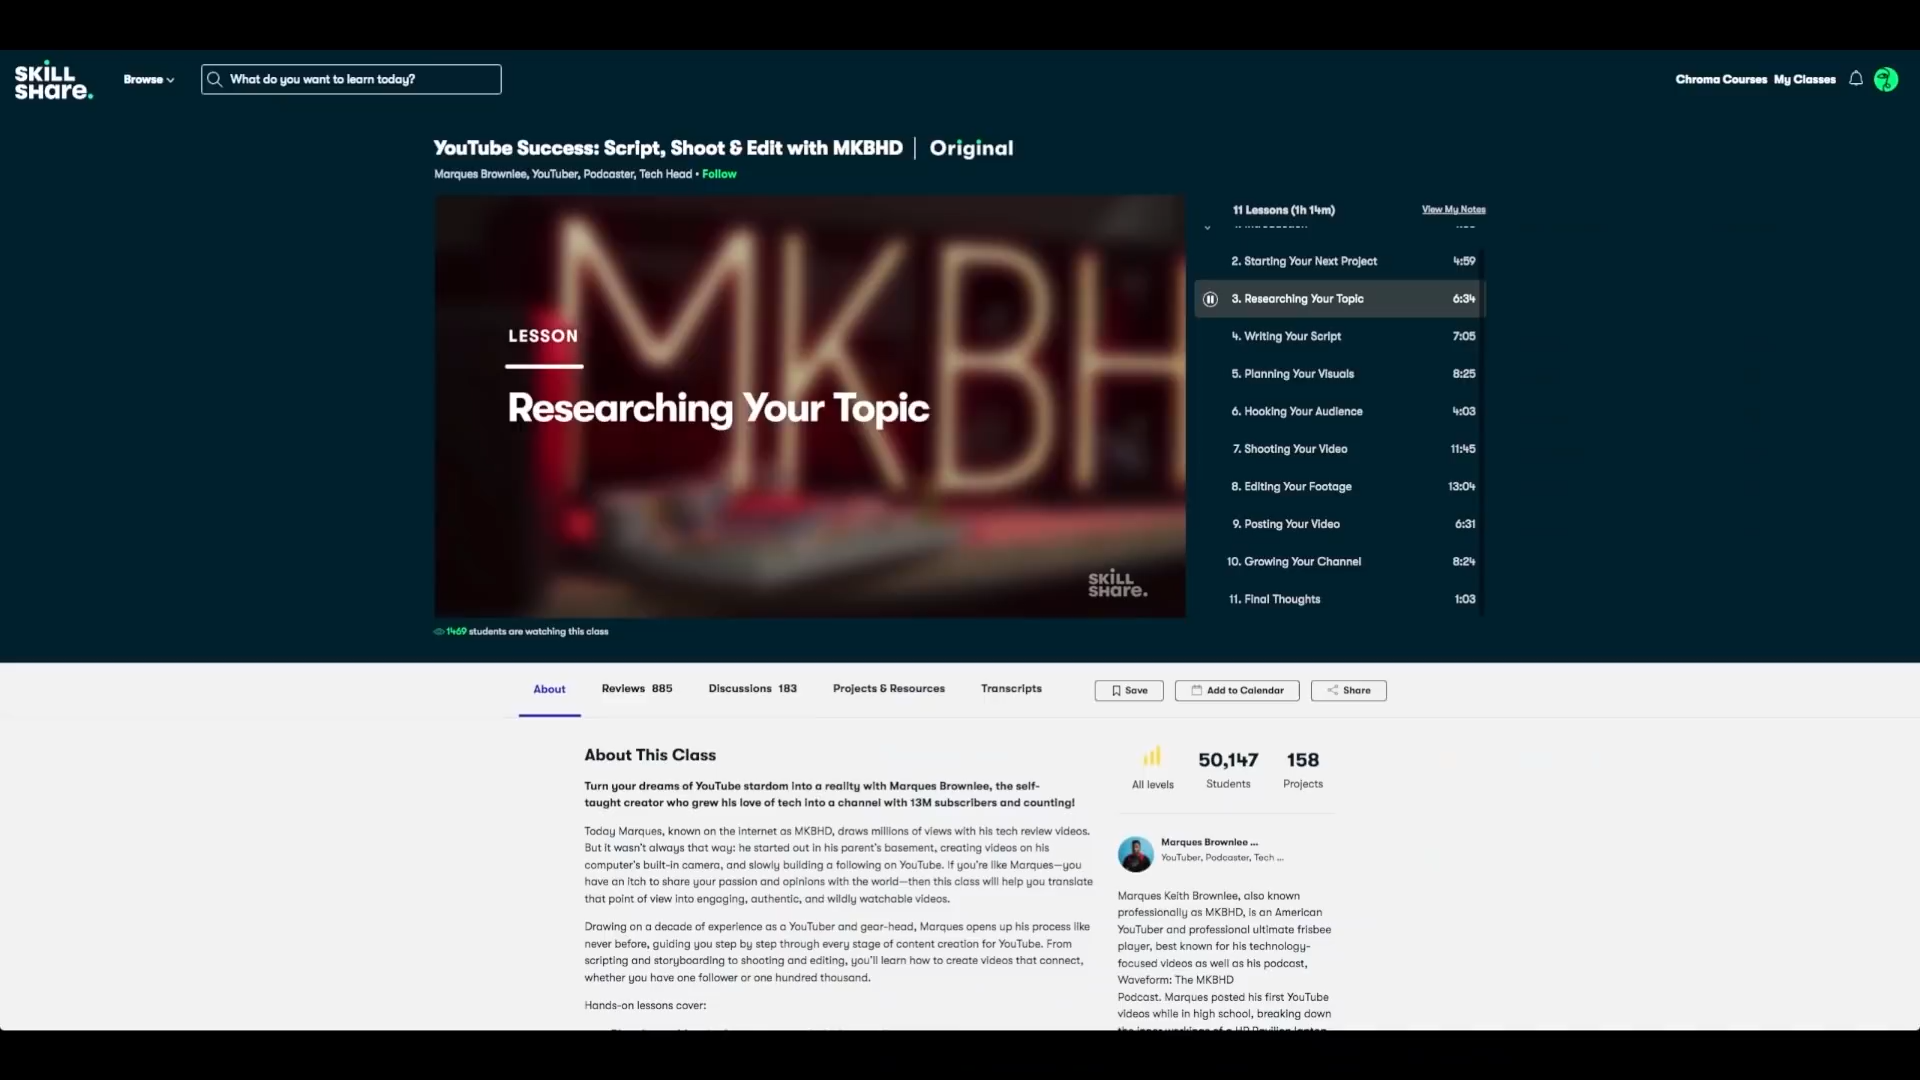 SKILL
SHARE.
Browse
What do you want to learn today?
Chroma Courses My Classes
YouTube Success: Script, Shoot & Edit with MKBHD | Original
Marques Brownlee, YouTuber, Podcaster, Tech Head • Follow
MKBH
LESSON
Researching Your Topic
SKILL
SHARE.
1469 students are watching this class
11 Lessons (1h 14m) View My Notes
2. Starting Your Next Project 4:59
3. Researching Your Topic 6:34
4. Writing Your Script 7:05
5. Planning Your Visuals 8:25
6. Hooking Your Audience 4:03
7. Shooting Your Video 11:45
8. Editing Your Footage 13:04
9. Posting Your Video 6:31
10. Growing Your Channel 8:24
11. Final Thoughts 1:03
About Reviews 885 Discussions 183 Projects & Resources Transcripts Save Add to Calendar Share
About This Class
Turn your dreams of YouTube stardom into a reality with Marques Brownlee, the self-
taught creator who grew his love of tech into a channel with 13M subscribers and counting!
Today Marques, known on the internet as MKBHD, draws millions of views with his tech review videos.
But it wasn't always that way: he started out in his parent's basement, creating videos on his
computer's built-in camera, and slowly building a following on YouTube. If you're like Marques—you
have an itch to share your passion and opinions with the world—then this class will help you translate
that point of view into engaging, authentic, and wildly watchable videos.
Drawing on a decade of experience as a YouTuber and gear-head, Marques opens up his process like
never before, guiding you step by step through every stage of content creation for YouTube. From
scripting and storyboarding to shooting and editing, you'll learn how to create videos that connect,
whether you have one follower or one hundred thousand.
Hands-on lessons cover:
50,147 158
All levels Students Projects
Marques Brownlee ...
YouTuber, Podcaster, Tech ...
Marques Keith Brownlee, also known
professionally as MKBHD, is an American
YouTuber and professional ultimate frisbee
player, best known for his technology-
focused videos as well as his podcast,
Waveform: The MKBHD
Podcast. Marques posted his first YouTube
videos while in high school, breaking down